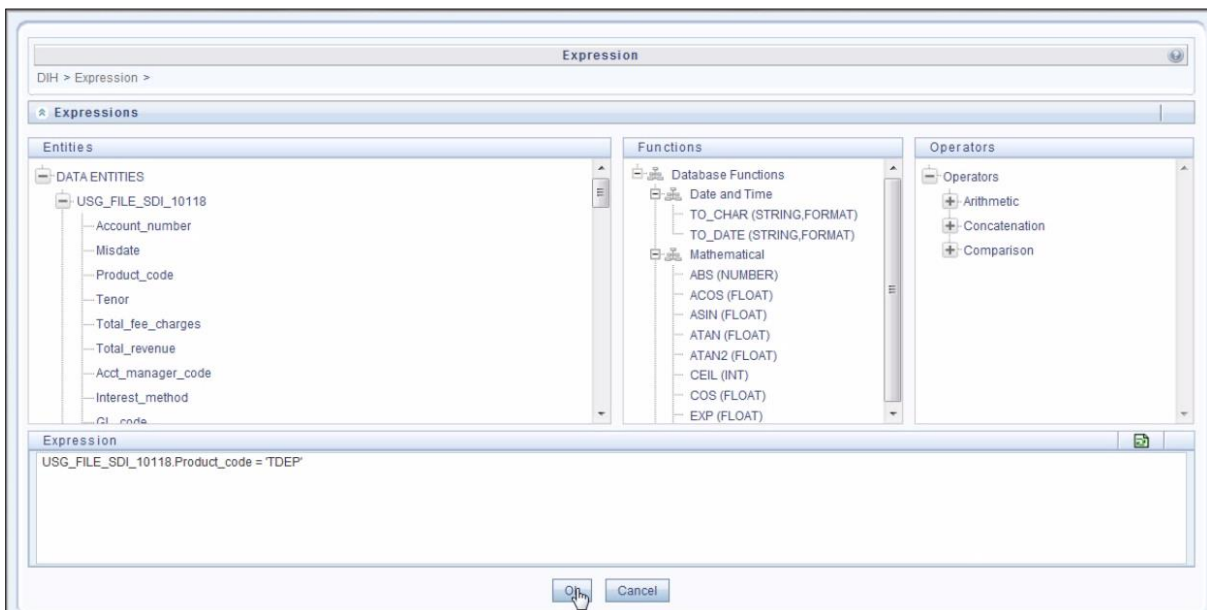 Expression
DIH > Expression >
Expressions
Entities
DATA ENTITIES
USG_FILE_SDI_10118
Account_number
Misdate
Product_code
Tenor
Total_fee_charges
Total_revenue
Acct_manager_code
Interest_method
GL_code
Functions
Database Functions
Date and Time
TO_CHAR (STRING,FORMAT)
TO_DATE (STRING,FORMAT)
Mathematical
ABS (NUMBER)
ACOS (FLOAT)
ASIN (FLOAT)
ATAN (FLOAT)
ATAN2 (FLOAT)
CEIL (INT)
COS (FLOAT)
EXP (FLOAT)
Operators
Operators
Arithmetic
Concatenation
Comparison
Expression
USG_FILE_SDI_10118.Product_code = 'TDEP'
Cancel